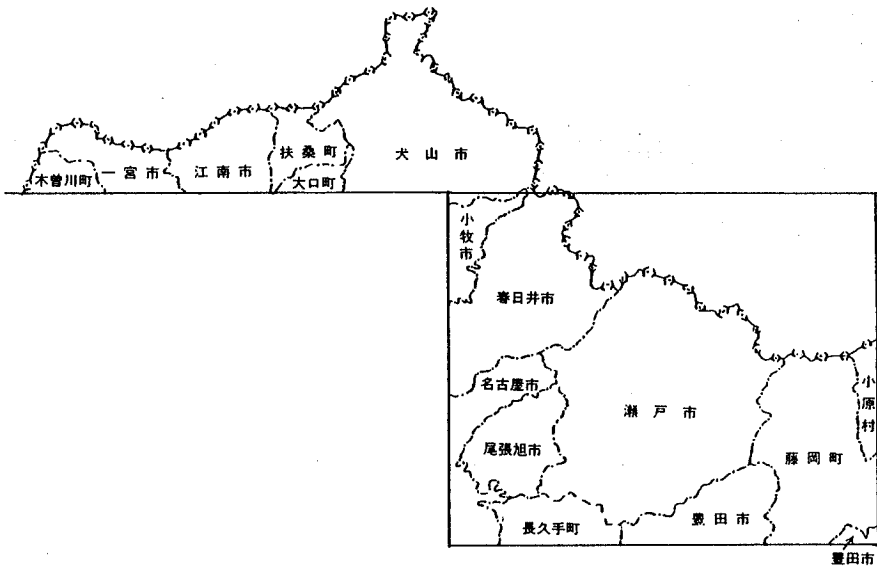 木曽川町
一宮市
江南市
扶桑町
大口町
犬山市
小牧市
春日井市
名古屋市
尾張旭市
瀬戸市
小原村
藤岡町
長久手町
豊田市
豊田市